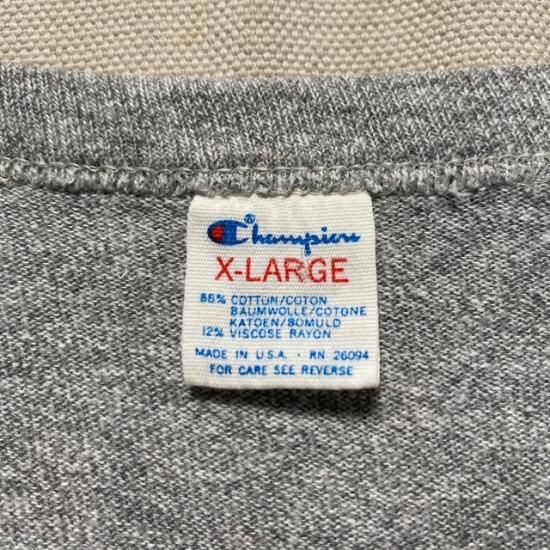 ®
Champion
X-LARGE
88% COTTON/COTON
BAUMWOLLE/COTONE
KATOEN/BOMULD
12% VISCOSE RAYON
MADE IN U.S.A. • RN 26094
FOR CARE SEE REVERSE